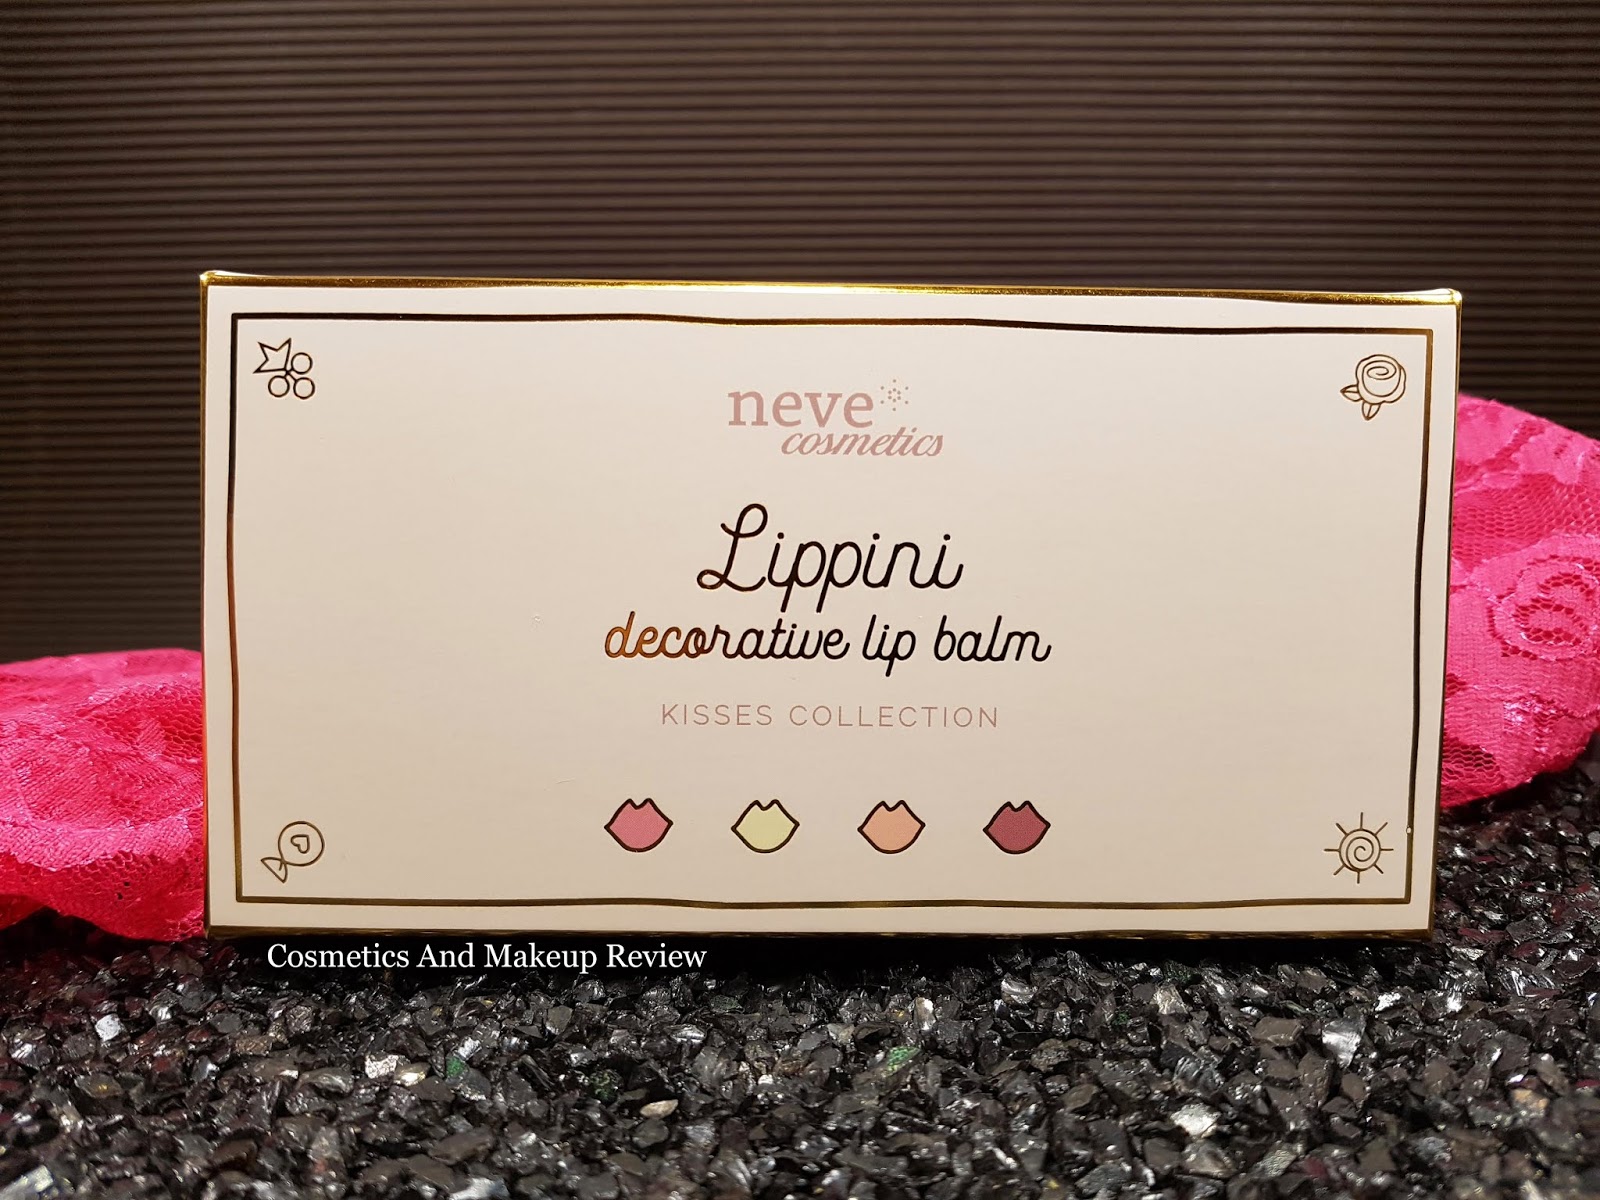 neve
cosmetics
Lippini
decorative lip balm
KISSES COLLECTION
Cosmetics And Makeup Review